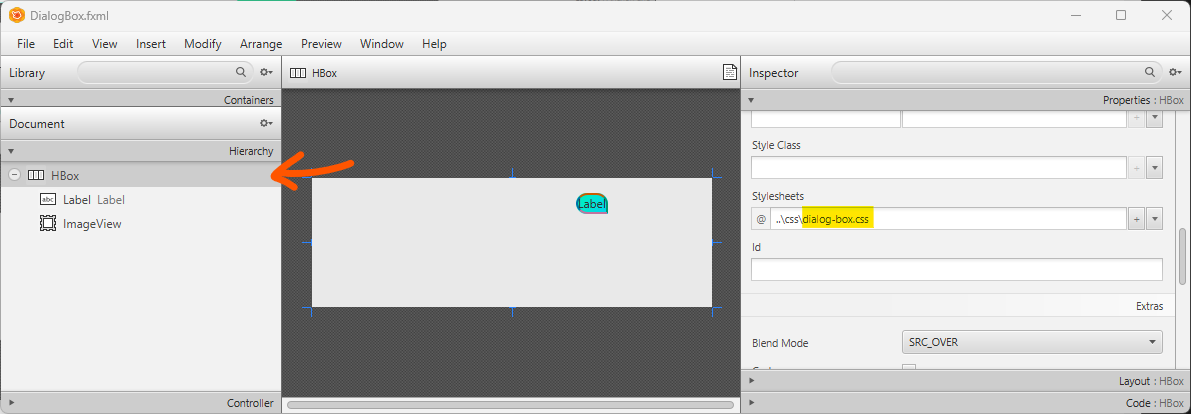 DialogBox.fxml
File Edit View Insert Modify Arrange Preview Window Help
Library
Containers
Document
Hierarchy
HBox
abc Label Label
ImageView
Controller
HBox
Label
Inspector
Properties : HBox
Style Class
Stylesheets
@ ..\css\dialog-box.css
Id
Extras
Blend Mode SRC_OVER
Layout : HBox
Code : HBox